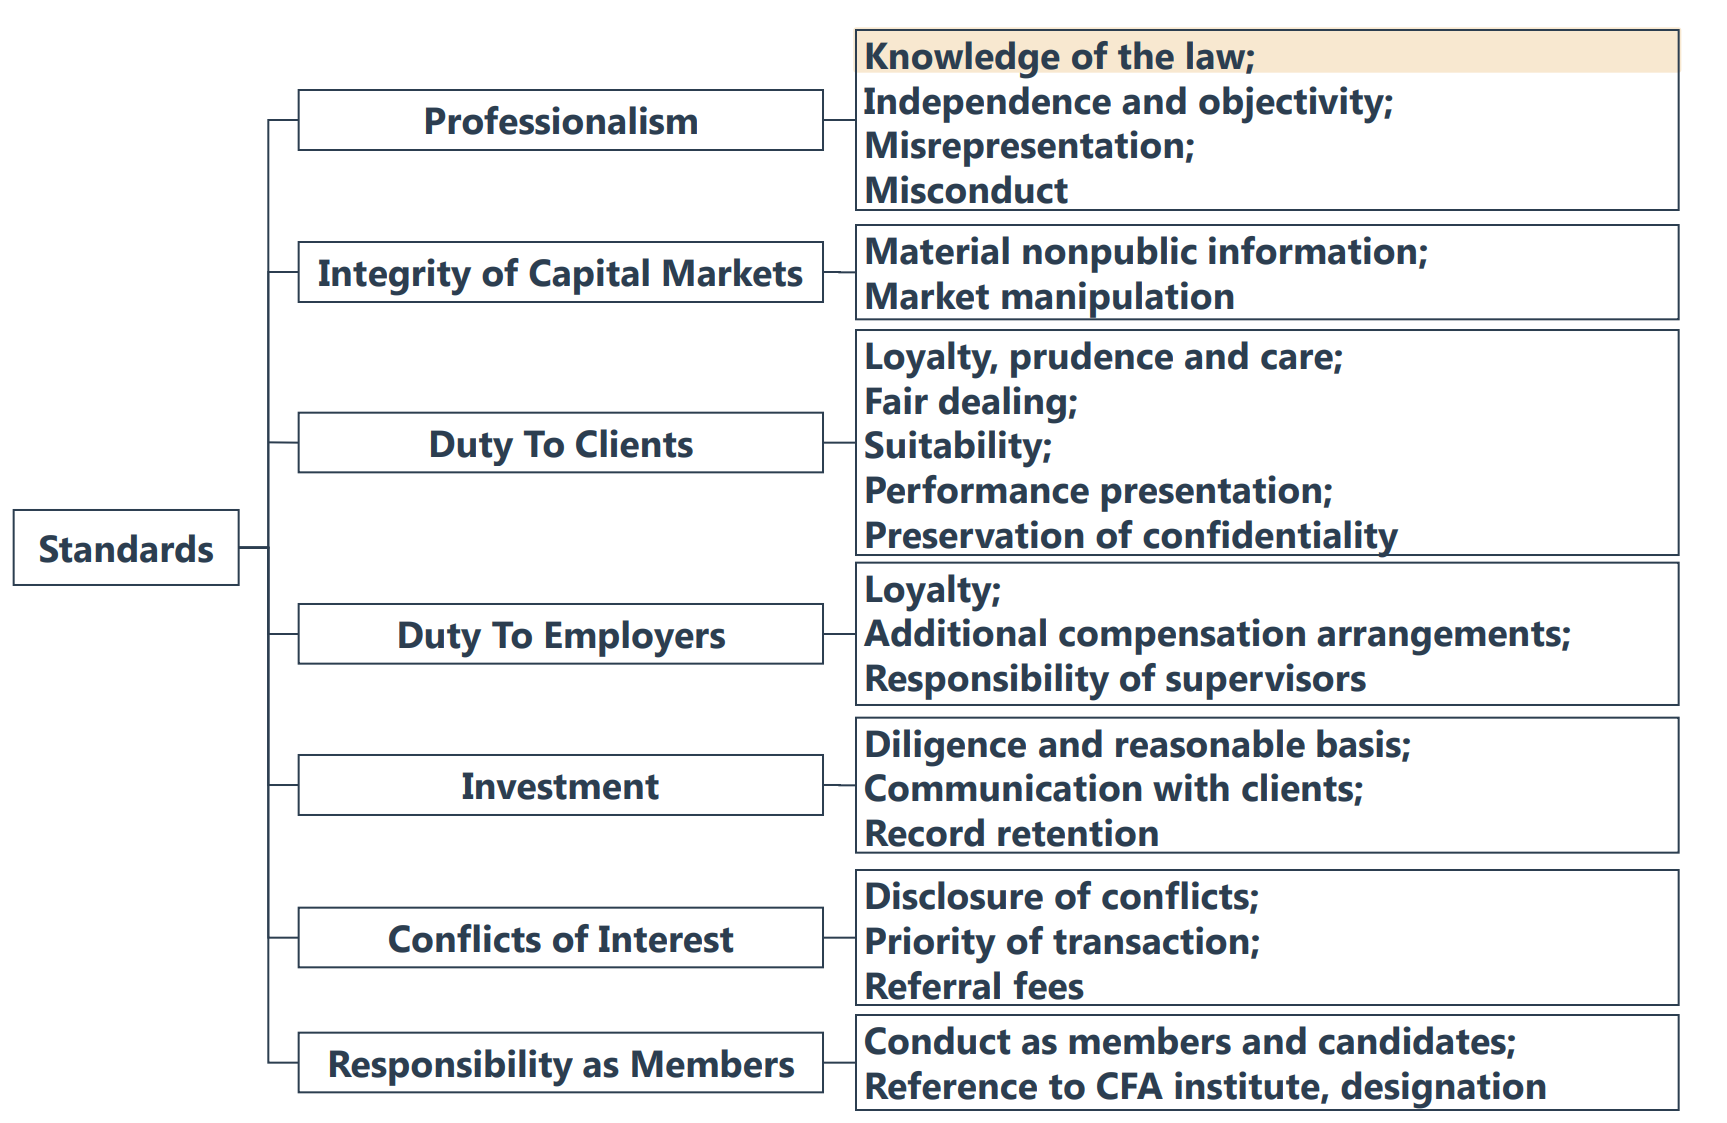 Standards
Professionalism
Knowledge of the law;
Independence and objectivity;
Misrepresentation;
Misconduct
Integrity of Capital Markets
Material nonpublic information;
Market manipulation
Duty To Clients
Loyalty, prudence and care;
Fair dealing;
Suitability;
Performance presentation;
Preservation of confidentiality
Duty To Employers
Loyalty;
Additional compensation arrangements;
Responsibility of supervisors
Investment
Diligence and reasonable basis;
Communication with clients;
Record retention
Conflicts of Interest
Disclosure of conflicts;
Priority of transaction;
Referral fees
Responsibility as Members
Conduct as members and candidates;
Reference to CFA institute, designation